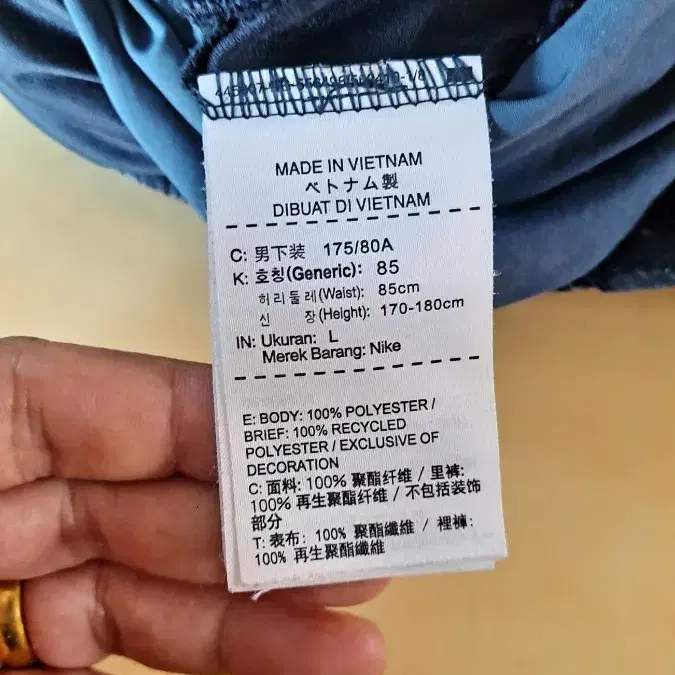 MADE IN VIETNAM
ベトナム製
DIBUAT DI VIETNAM
C: 男下装 175/80A
K: 호칭(Generic): 85
허리둘레(Waist): 85cm
신 장(Height): 170-180cm
IN: Ukuran: L
Merek Barang: Nike
E: BODY: 100% POLYESTER /
BRIEF: 100% RECYCLED
POLYESTER / EXCLUSIVE OF
DECORATION
C: 面料: 100% 聚酯纤维 / 里裤:
100% 再生聚酯纤维 / 不包括装饰
部分
T: 表布: 100% 聚酯纖維 / 裡褲:
100% 再生聚酯纖維